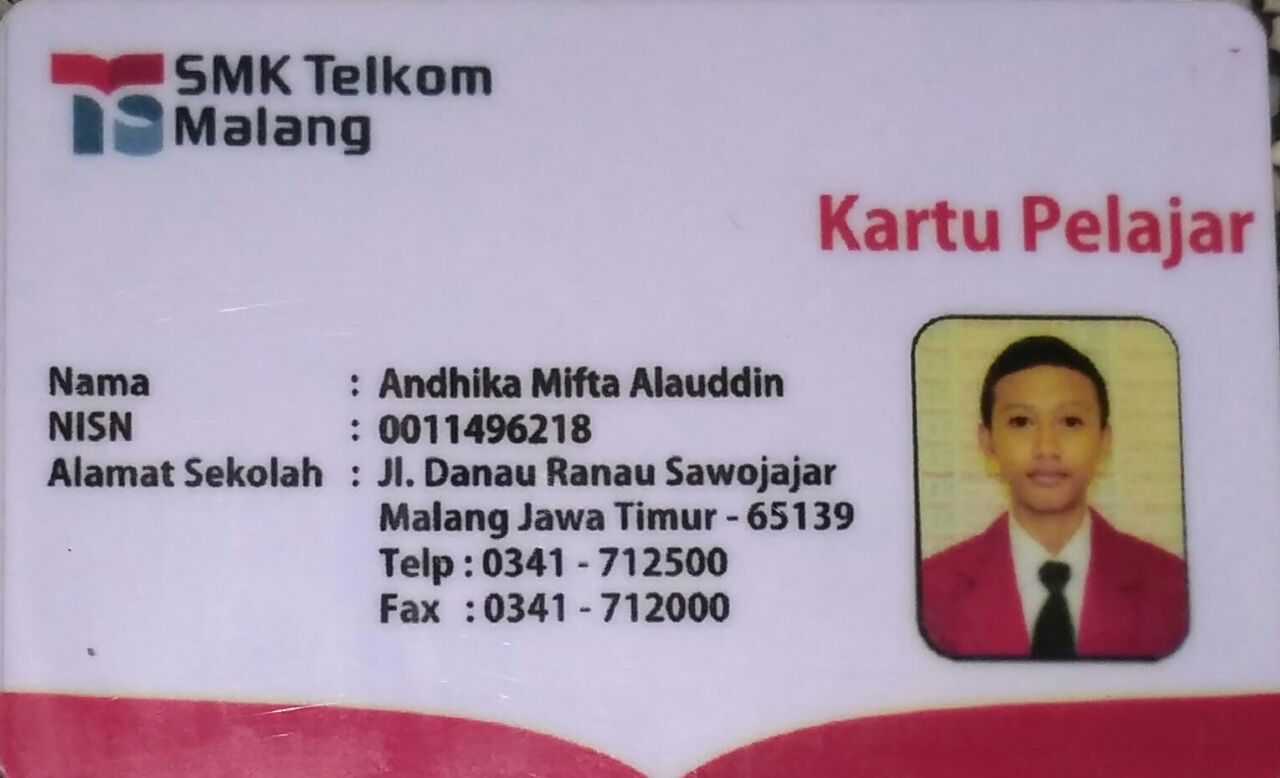 SMK Telkom
Malang
Kartu Pelajar
Nama : Andhika Mifta Alauddin
NISN : 0011496218
Alamat Sekolah : Jl. Danau Ranau Sawojajar
Malang Jawa Timur - 65139
Telp : 0341 - 712500
Fax : 0341 - 712000